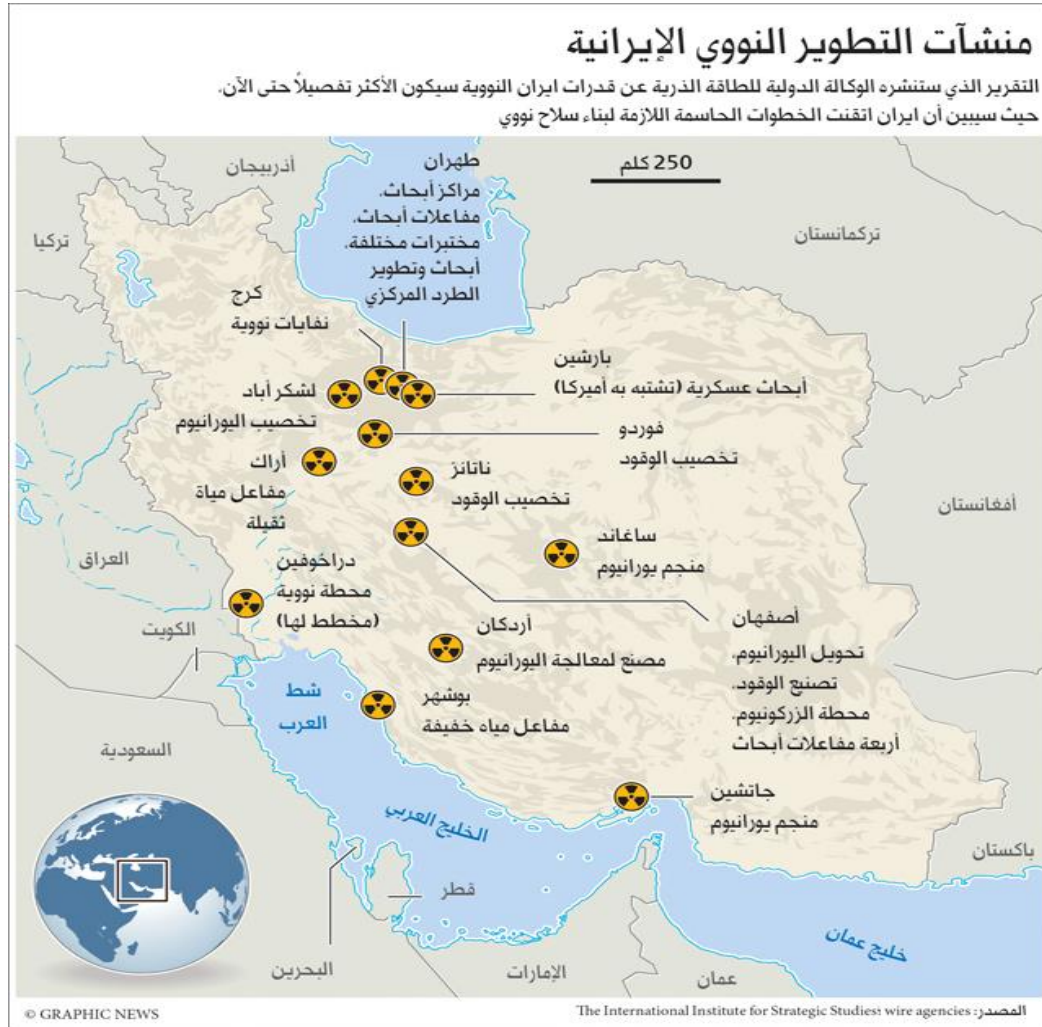 منشآت التطوير النووي الإيرانية
التقرير الذي ستنشره الوكالة الدولية للطاقة الذرية عن قدرات ايران النووية سيكون الأكثر تفصيلاً حتى الآن.
حيث سيبين أن ايران اتقنت الخطوات الحاسمة اللازمة لبناء سلاح نووي
250 كلم
أذربيجان
تركيا
تركمانستان
طهران
مراكز أبحاث.
مفاعلات أبحاث.
مختبرات مختلفة.
أبحاث وتطوير
الطرد المركزي
كرج
نفايات نووية
بارشين
أبحاث عسكرية (تشتبه به أميركا)
لشكر أباد
تخصيب اليورانيوم
فوردو
تخصيب الوقود
أراك
مفاعل مياة
ثقيلة
ناتانز
تخصيب الوقود
أفغانستان
ساغاند
منجم يورانيوم
العراق
دراخوفين
محطة نووية
(مخطط لها)
أصفهان
تحويل اليورانيوم.
تصنيع الوقود.
محطة الزركونيوم.
أربعة مفاعلات أبحاث
أردكان
مصنع لمعالجة اليورانيوم
الكويت
شط
العرب
بوشهر
مفاعل مياه خفيفة
السعودية
جاتشين
منجم يورانيوم
الخليج العربي
باكستان
قطر
خليج عمان
البحرين
الإمارات
عمان
© GRAPHIC NEWS
المصدر: The International Institute for Strategic Studies؛ wire agencies